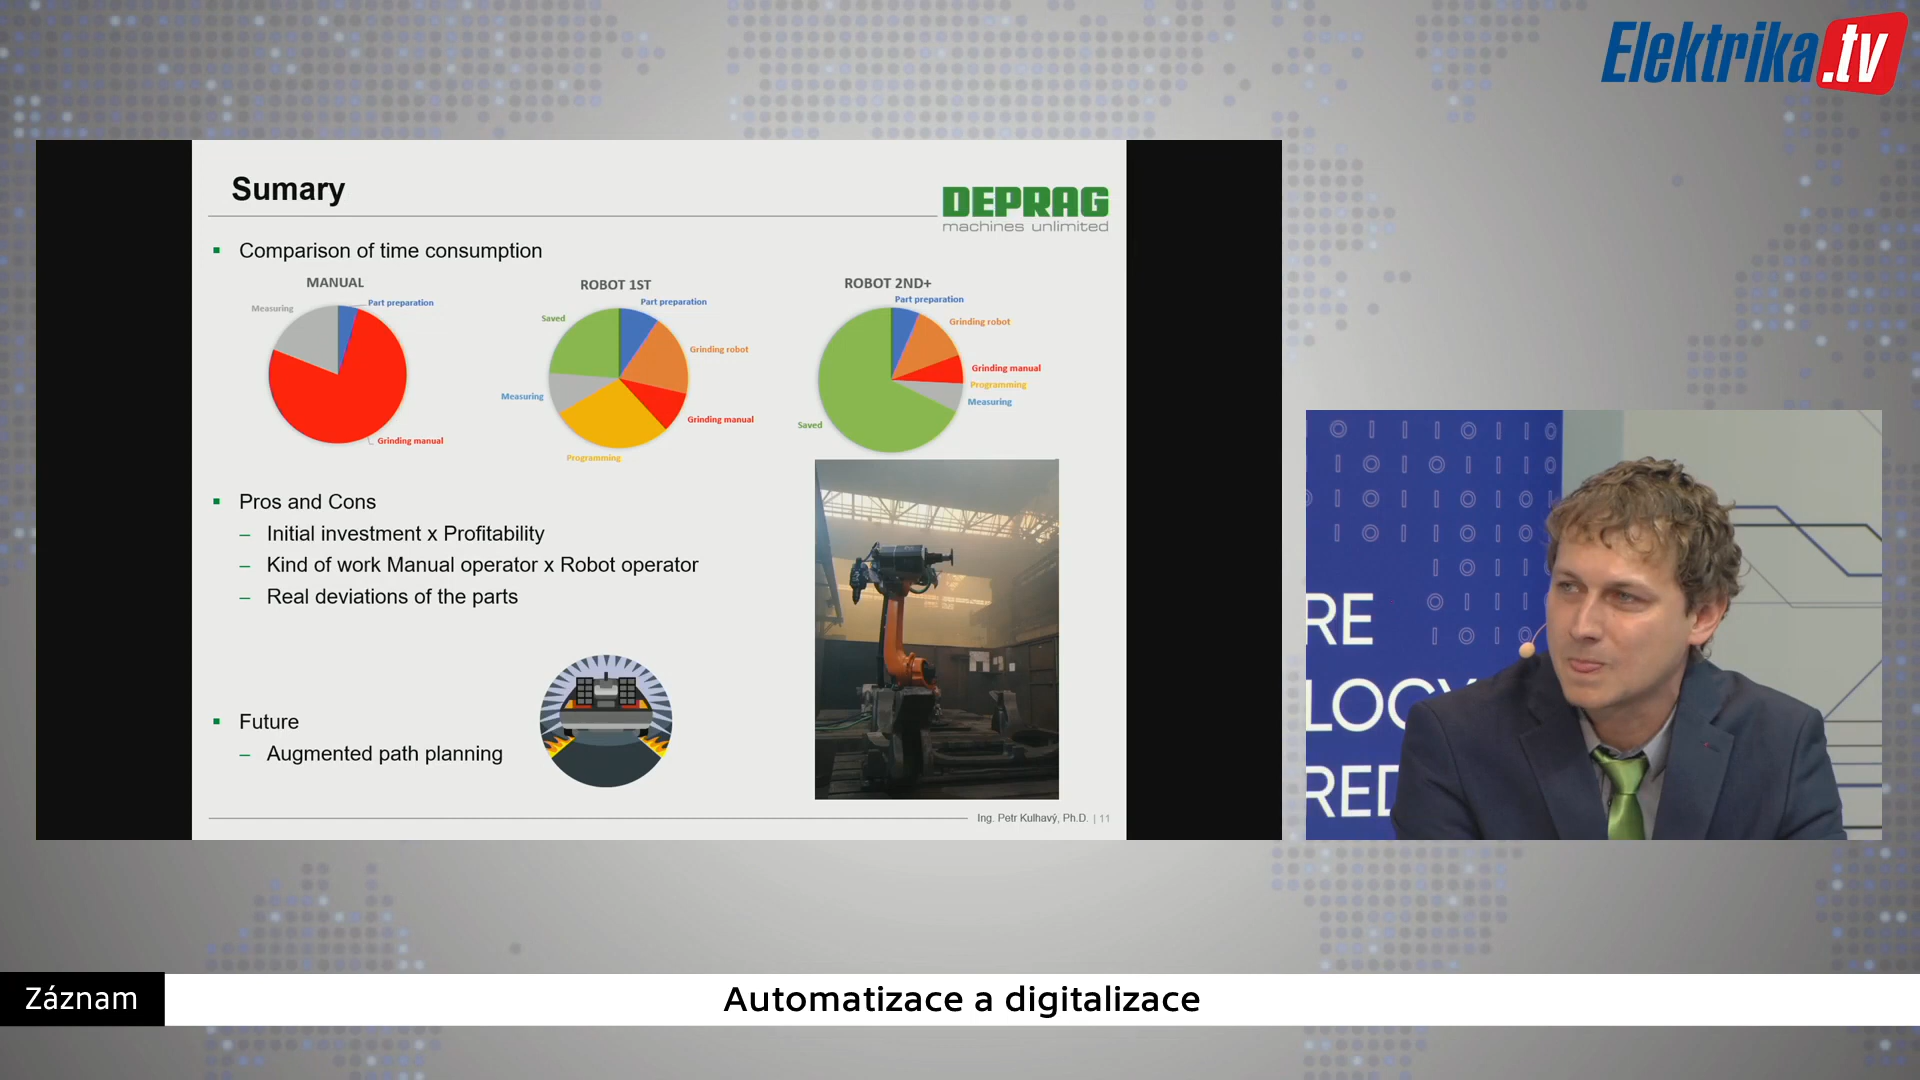 Elektrika.tv
Sumary
DEPRAG
machines unlimited
Comparison of time consumption
MANUAL
Measuring
Part preparation
Grinding manual
ROBOT 1ST
Part preparation
Saved
Grinding robot
Measuring
Grinding manual
Programming
ROBOT 2ND+
Part preparation
Grinding robot
Grinding manual
Programming
Measuring
Saved
Pros and Cons
– Initial investment x Profitability
– Kind of work Manual operator x Robot operator
– Real deviations of the parts
Future
– Augmented path planning
Ing. Petr Kulhavý, Ph.D. | 11
RE
LOGY
RED
Záznam
Automatizace a digitalizace